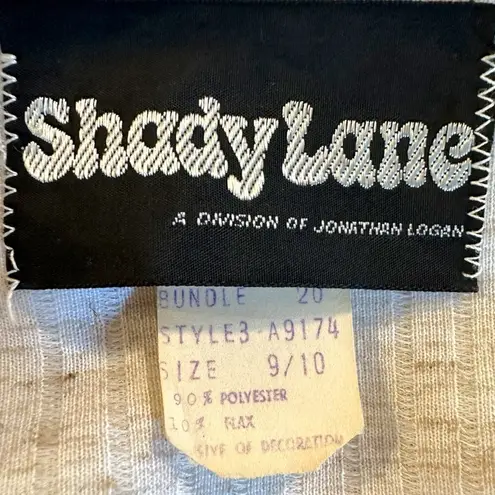 Shady Lane
A DIVISION OF JONATHAN LOGAN
BUNDLE 20
STYLE3-A9174
SIZE 9/10
90% POLYESTER
10% FLAX
SIVE OF DECORATION